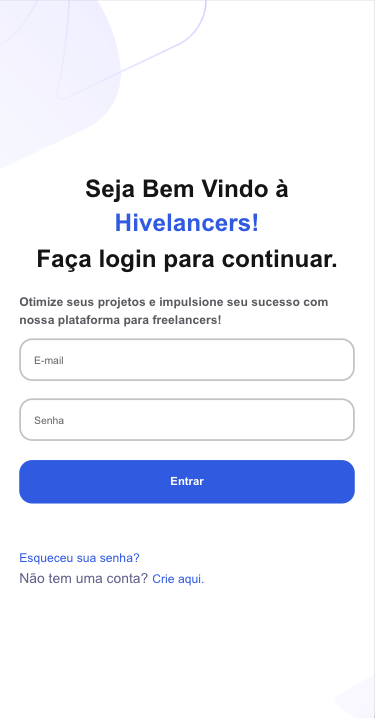 Seja Bem Vindo à
Hivelancers!
Faça login para continuar.
Otimize seus projetos e impulsione seu sucesso com
nossa plataforma para freelancers!
E-mail
Senha
Entrar
Esqueceu sua senha?
Não tem uma conta? Crie aqui.